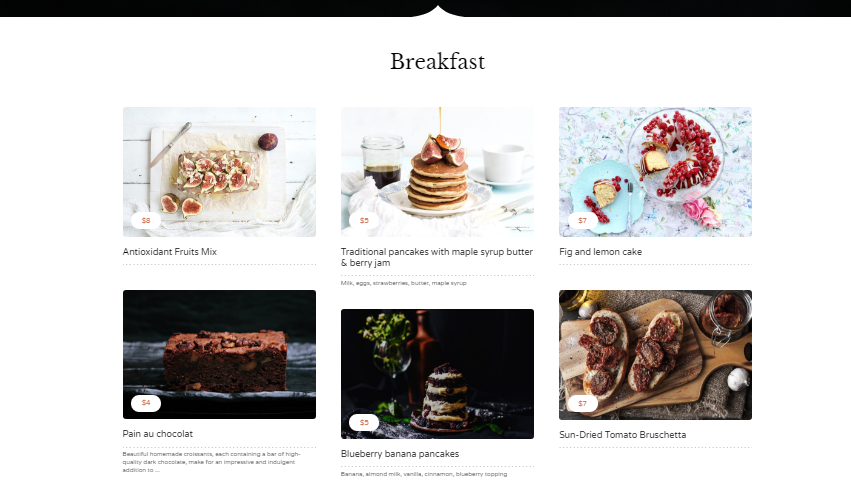 Breakfast
$8
Antioxidant Fruits Mix
$5
Traditional pancakes with maple syrup butter
& berry jam
Milk, eggs, strawberries, butter, maple syrup
$7
Fig and lemon cake
$4
Pain au chocolat
Beautiful homemade croissants, each containing a bar of high-
quality dark chocolate, make for an impressive and indulgent
addition to ...
$5
Blueberry banana pancakes
Banana, almond milk, vanilla, cinnamon, blueberry topping
$7
Sun-Dried Tomato Bruschetta